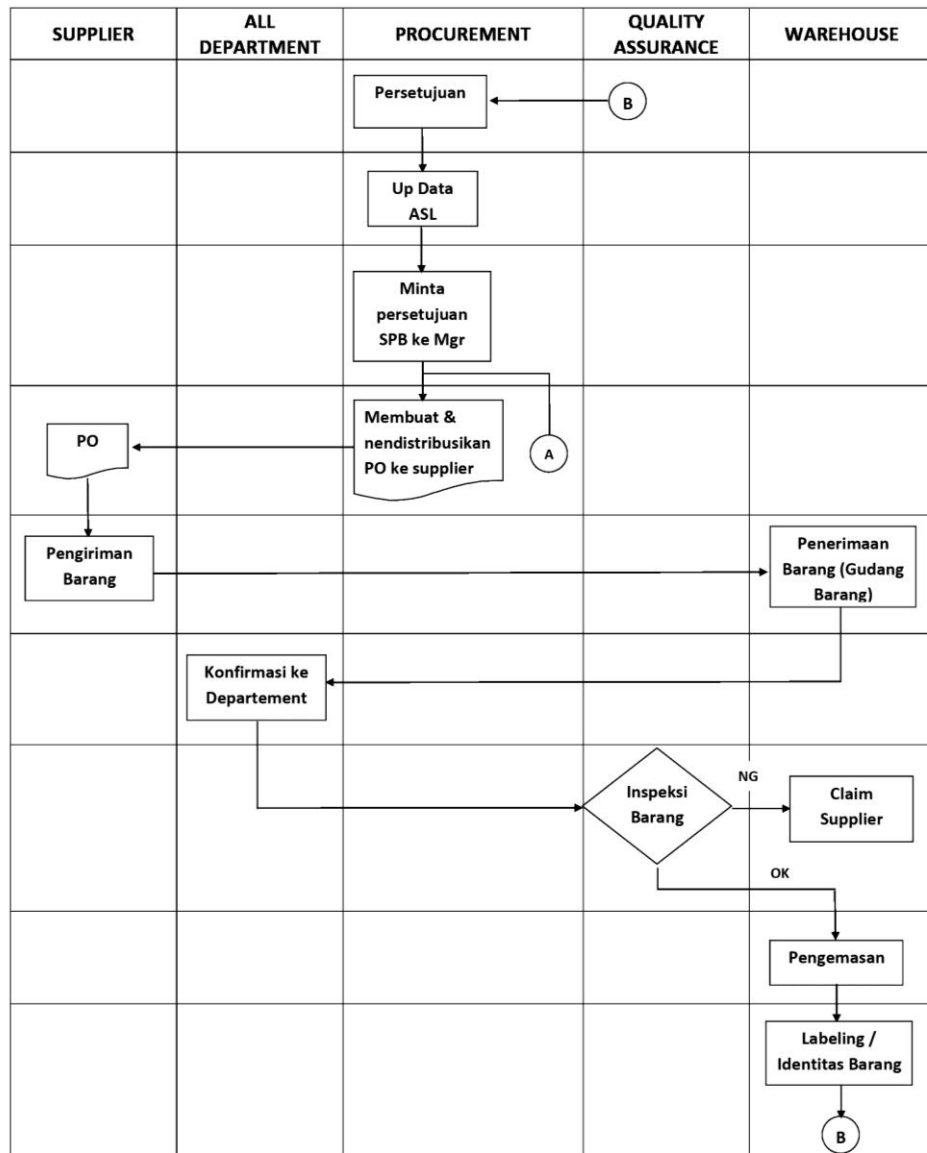 SUPPLIER
ALL
DEPARTMENT
PROCUREMENT
QUALITY
ASSURANCE
WAREHOUSE
Persetujuan
B
Up Data
ASL
Minta
persetujuan
SPB ke Mgr
PO
Membuat &
nendistribusikan
PO ke supplier
A
Pengiriman
Barang
Penerimaan
Barang (Gudang
Barang)
Konfirmasi ke
Departement
Inspeksi
Barang
NG
Claim
Supplier
OK
Pengemasan
Labeling /
Identitas Barang
B